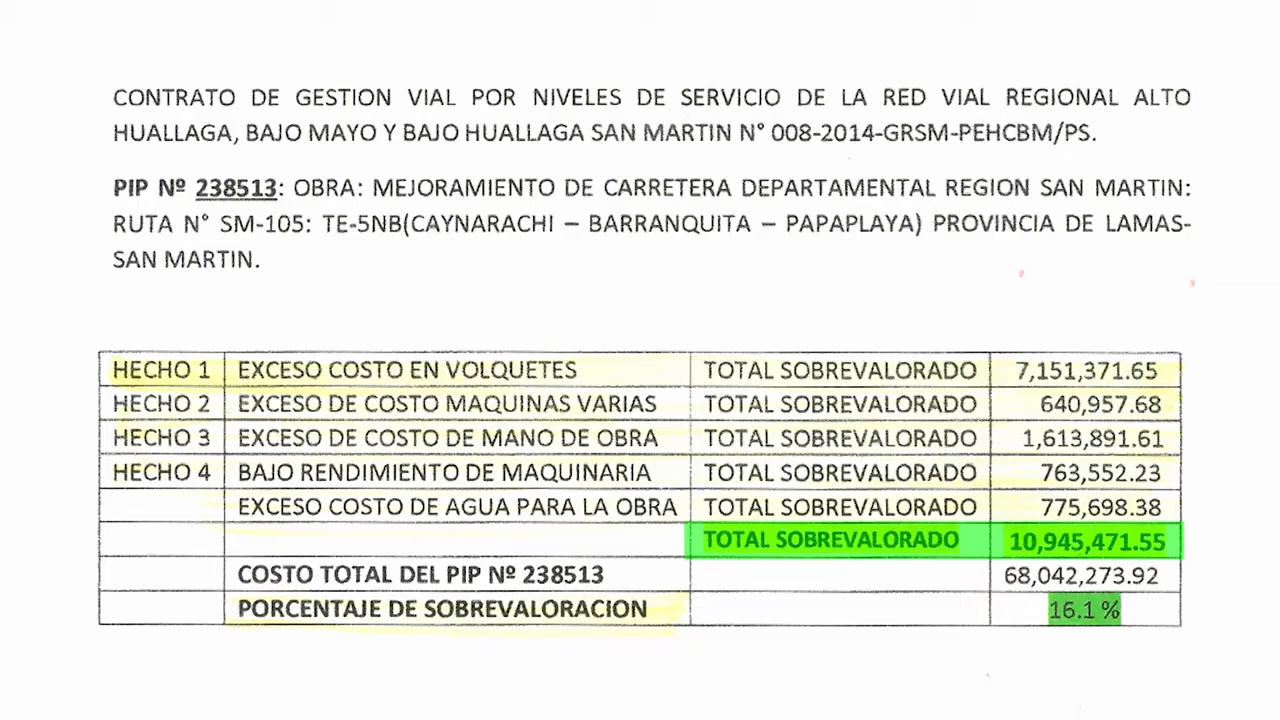 CONTRATO DE GESTION VIAL POR NIVELES DE SERVICIO DE LA RED VIAL REGIONAL ALTO
HUALLAGA, BAJO MAYO Y BAJO HUALLAGA SAN MARTIN N° 008-2014-GRSM-PEHCBM/PS.
PIP Nº 238513: OBRA: MEJORAMIENTO DE CARRETERA DEPARTAMENTAL REGION SAN MARTIN:
RUTA N° SM-105: TE-5NB(CAYNARACHI – BARRANQUITA – PAPAPLAYA) PROVINCIA DE LAMAS-
SAN MARTIN.
HECHO 1 EXCESO COSTO EN VOLQUETES TOTAL SOBREVALORADO 7,151,371.65
HECHO 2 EXCESO DE COSTO MAQUINAS VARIAS TOTAL SOBREVALORADO 640,957.68
HECHO 3 EXCESO DE COSTO DE MANO DE OBRA TOTAL SOBREVALORADO 1,613,891.61
HECHO 4 BAJO RENDIMIENTO DE MAQUINARIA TOTAL SOBREVALORADO 763,552.23
EXCESO COSTO DE AGUA PARA LA OBRA TOTAL SOBREVALORADO 775,698.38
TOTAL SOBREVALORADO 10,945,471.55
COSTO TOTAL DEL PIP Nº 238513 68,042,273.92
PORCENTAJE DE SOBREVALORACION 16.1 %